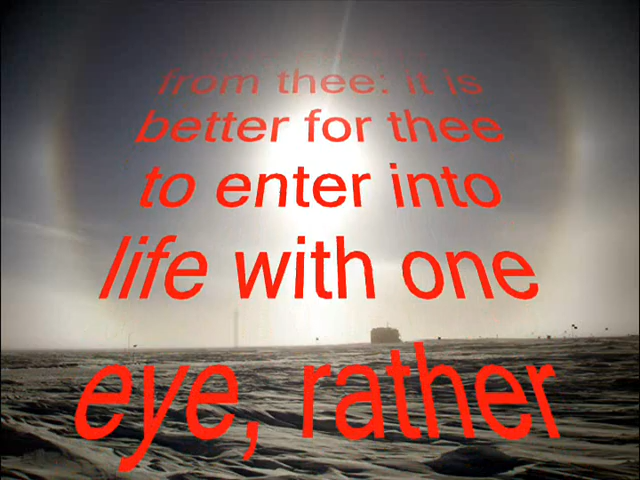 from thee: it is
better for thee
to enter into
life with one
eye, rather